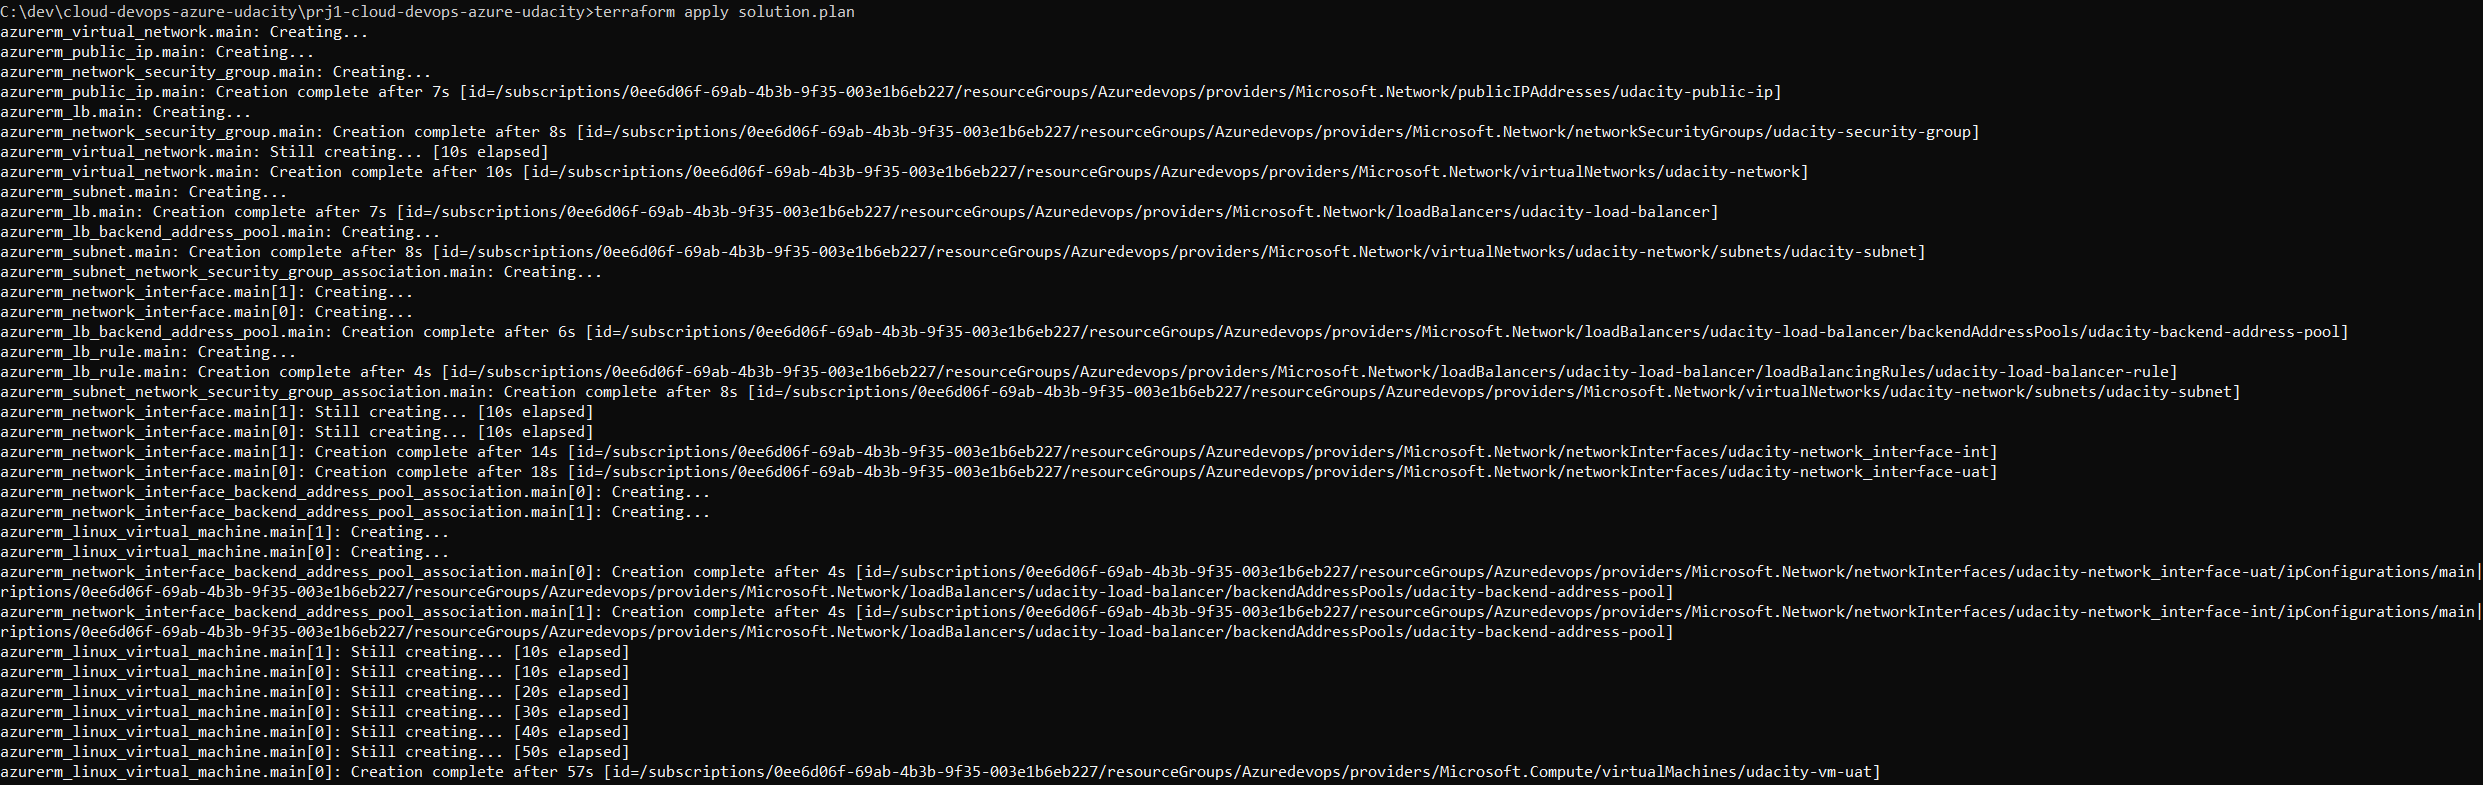 C:\dev\cloud-devops-azure-udacity\prj1-cloud-devops-azure-udacity>terraform apply solution.plan
azurerm_virtual_network.main: Creating...
azurerm_public_ip.main: Creating...
azurerm_network_security_group.main: Creating...
azurerm_public_ip.main: Creation complete after 7s [id=/subscriptions/0ee6d06f-69ab-4b3b-9f35-003e1b6eb227/resourceGroups/Azuredevops/providers/Microsoft.Network/publicIPAddresses/udacity-public-ip]
azurerm_lb.main: Creating...
azurerm_network_security_group.main: Creation complete after 8s [id=/subscriptions/0ee6d06f-69ab-4b3b-9f35-003e1b6eb227/resourceGroups/Azuredevops/providers/Microsoft.Network/networkSecurityGroups/udacity-security-group]
azurerm_virtual_network.main: Still creating... [10s elapsed]
azurerm_virtual_network.main: Creation complete after 10s [id=/subscriptions/0ee6d06f-69ab-4b3b-9f35-003e1b6eb227/resourceGroups/Azuredevops/providers/Microsoft.Network/virtualNetworks/udacity-network]
azurerm_subnet.main: Creating...
azurerm_lb.main: Creation complete after 7s [id=/subscriptions/0ee6d06f-69ab-4b3b-9f35-003e1b6eb227/resourceGroups/Azuredevops/providers/Microsoft.Network/loadBalancers/udacity-load-balancer]
azurerm_lb_backend_address_pool.main: Creating...
azurerm_subnet.main: Creation complete after 8s [id=/subscriptions/0ee6d06f-69ab-4b3b-9f35-003e1b6eb227/resourceGroups/Azuredevops/providers/Microsoft.Network/virtualNetworks/udacity-network/subnets/udacity-subnet]
azurerm_subnet_network_security_group_association.main: Creating...
azurerm_network_interface.main[1]: Creating...
azurerm_network_interface.main[0]: Creating...
azurerm_lb_backend_address_pool.main: Creation complete after 6s [id=/subscriptions/0ee6d06f-69ab-4b3b-9f35-003e1b6eb227/resourceGroups/Azuredevops/providers/Microsoft.Network/loadBalancers/udacity-load-balancer/backendAddressPools/udacity-backend-address-pool]
azurerm_lb_rule.main: Creating...
azurerm_lb_rule.main: Creation complete after 4s [id=/subscriptions/0ee6d06f-69ab-4b3b-9f35-003e1b6eb227/resourceGroups/Azuredevops/providers/Microsoft.Network/loadBalancers/udacity-load-balancer/loadBalancingRules/udacity-load-balancer-rule]
azurerm_subnet_network_security_group_association.main: Creation complete after 8s [id=/subscriptions/0ee6d06f-69ab-4b3b-9f35-003e1b6eb227/resourceGroups/Azuredevops/providers/Microsoft.Network/virtualNetworks/udacity-network/subnets/udacity-subnet]
azurerm_network_interface.main[1]: Still creating... [10s elapsed]
azurerm_network_interface.main[0]: Still creating... [10s elapsed]
azurerm_network_interface.main[1]: Creation complete after 14s [id=/subscriptions/0ee6d06f-69ab-4b3b-9f35-003e1b6eb227/resourceGroups/Azuredevops/providers/Microsoft.Network/networkInterfaces/udacity-network_interface-int]
azurerm_network_interface.main[0]: Creation complete after 18s [id=/subscriptions/0ee6d06f-69ab-4b3b-9f35-003e1b6eb227/resourceGroups/Azuredevops/providers/Microsoft.Network/networkInterfaces/udacity-network_interface-uat]
azurerm_network_interface_backend_address_pool_association.main[0]: Creating...
azurerm_network_interface_backend_address_pool_association.main[1]: Creating...
azurerm_linux_virtual_machine.main[1]: Creating...
azurerm_linux_virtual_machine.main[0]: Creating...
azurerm_network_interface_backend_address_pool_association.main[0]: Creation complete after 4s [id=/subscriptions/0ee6d06f-69ab-4b3b-9f35-003e1b6eb227/resourceGroups/Azuredevops/providers/Microsoft.Network/networkInterfaces/udacity-network_interface-uat/ipConfigurations/main|
riptions/0ee6d06f-69ab-4b3b-9f35-003e1b6eb227/resourceGroups/Azuredevops/providers/Microsoft.Network/loadBalancers/udacity-load-balancer/backendAddressPools/udacity-backend-address-pool]
azurerm_network_interface_backend_address_pool_association.main[1]: Creation complete after 4s [id=/subscriptions/0ee6d06f-69ab-4b3b-9f35-003e1b6eb227/resourceGroups/Azuredevops/providers/Microsoft.Network/networkInterfaces/udacity-network_interface-int/ipConfigurations/main|
riptions/0ee6d06f-69ab-4b3b-9f35-003e1b6eb227/resourceGroups/Azuredevops/providers/Microsoft.Network/loadBalancers/udacity-load-balancer/backendAddressPools/udacity-backend-address-pool]
azurerm_linux_virtual_machine.main[1]: Still creating... [10s elapsed]
azurerm_linux_virtual_machine.main[0]: Still creating... [10s elapsed]
azurerm_linux_virtual_machine.main[0]: Still creating... [20s elapsed]
azurerm_linux_virtual_machine.main[0]: Still creating... [30s elapsed]
azurerm_linux_virtual_machine.main[0]: Still creating... [40s elapsed]
azurerm_linux_virtual_machine.main[0]: Still creating... [50s elapsed]
azurerm_linux_virtual_machine.main[0]: Creation complete after 57s [id=/subscriptions/0ee6d06f-69ab-4b3b-9f35-003e1b6eb227/resourceGroups/Azuredevops/providers/Microsoft.Compute/virtualMachines/udacity-vm-uat]